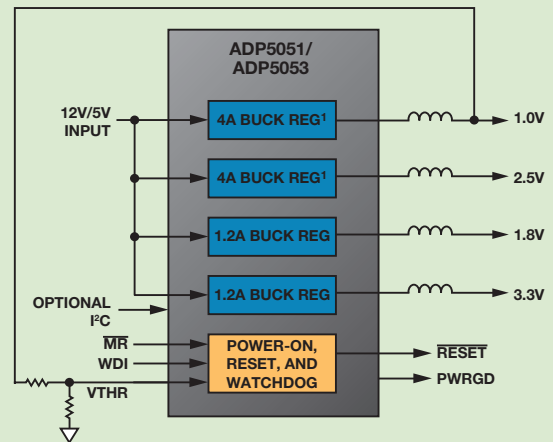 ADP5051/
ADP5053
12V/5V
INPUT
4A BUCK REG¹
1.0V
4A BUCK REG¹
2.5V
1.2A BUCK REG
1.8V
1.2A BUCK REG
3.3V
OPTIONAL
I²C
MR
WDI
VTHR
POWER-ON,
RESET, AND
WATCHDOG
RESET
PWRGD